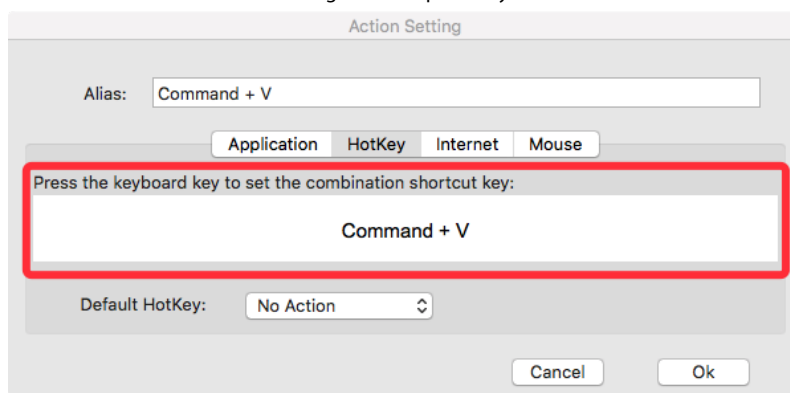 Action Setting
Alias: Command + V
Application HotKey Internet Mouse
Press the keyboard key to set the combination shortcut key:
Command + V
Default HotKey: No Action
Cancel Ok